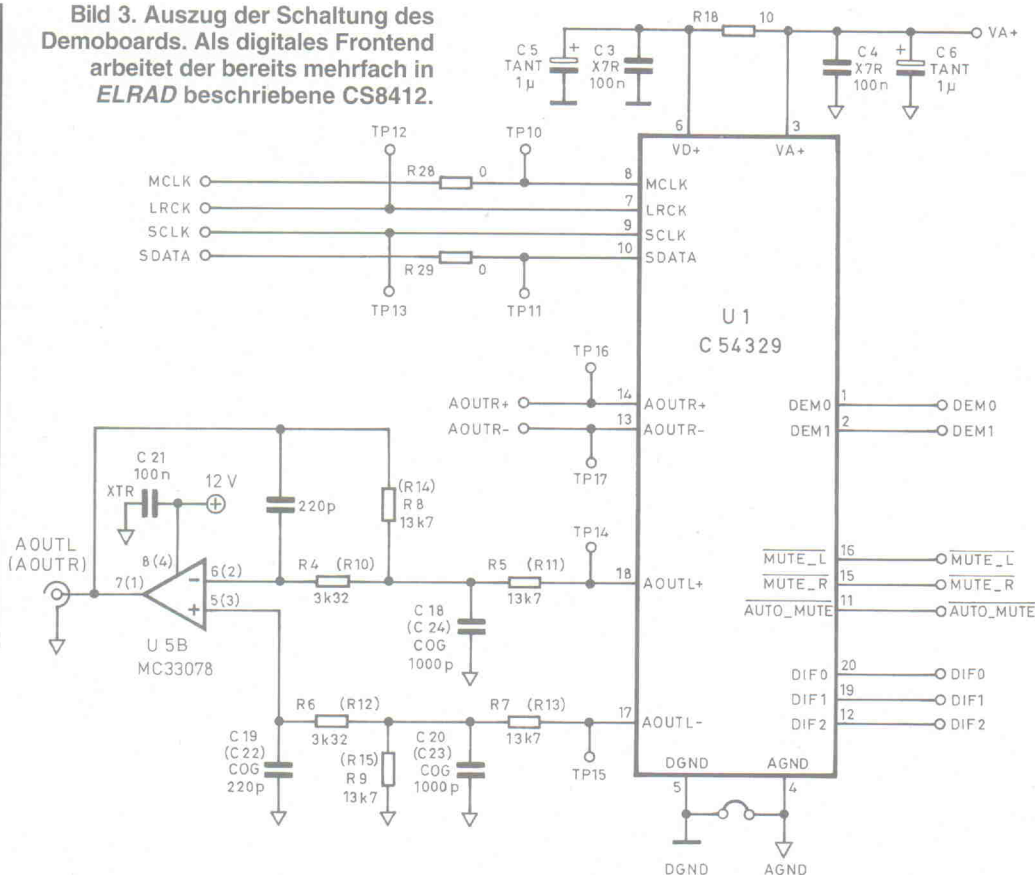 Bild 3. Auszug der Schaltung des
Demoboards. Als digitales Frontend
arbeitet der bereits mehrfach in
ELRAD beschriebene CS8412.
R18
10
VA+
C5
TANT
1µ
+
C3
X7R
100n
C4
X7R
100n
+
C6
TANT
1µ
6
VD+
3
VA+
TP12
TP10
MCLK
R28
0
8
MCLK
LRCK
7
LRCK
SCLK
9
SCLK
SDATA
R29
0
10
SDATA
TP13
TP11
U1
C54329
TP16
AOUTR+
14
AOUTR+
AOUTR-
13
AOUTR-
TP17
1
DEM0
DEM0
2
DEM1
DEM1
C21
100n
XTR
12 V
220p
(R14)
R8
13k7
TP14
AOUTL
(AOUTR)
8(4)
7(1)
6(2)
-
5(3)
+
U5B
MC33078
R4
(R10)
3k32
R5
(R11)
13k7
18
AOUTL+
C18
(C24)
COG
1000p
16
MUTE_L
MUTE_L
15
MUTE_R
MUTE_R
11
AUTO_MUTE
AUTO_MUTE
20
DIF0
DIF0
19
DIF1
DIF1
12
DIF2
DIF2
R6
(R12)
3k32
R7
(R13)
13k7
17
AOUTL-
TP15
C19
(C22)
COG
220p
(R15)
R9
13k7
C20
(C23)
COG
1000p
DGND
5
AGND
4
DGND
AGND